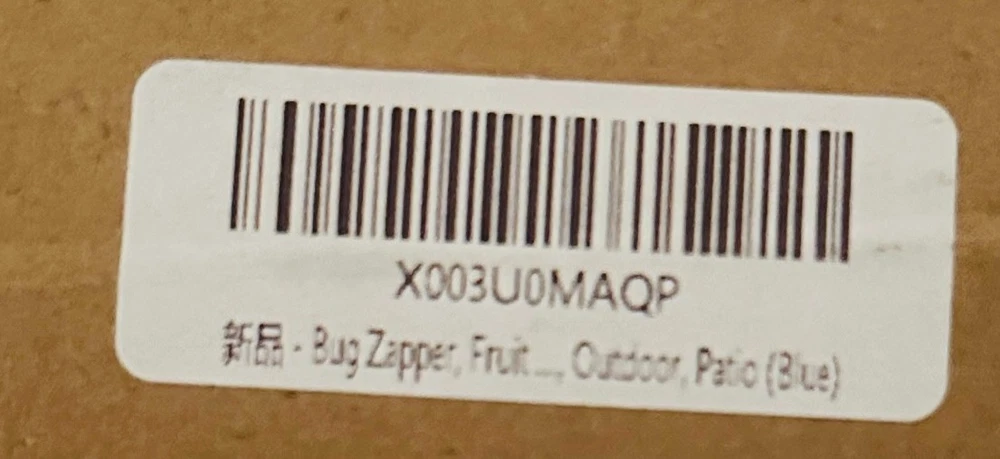 X003U0MAQP
新品 - Bug Zapper, Fruit ..., Outdoor, Patio (Blue)